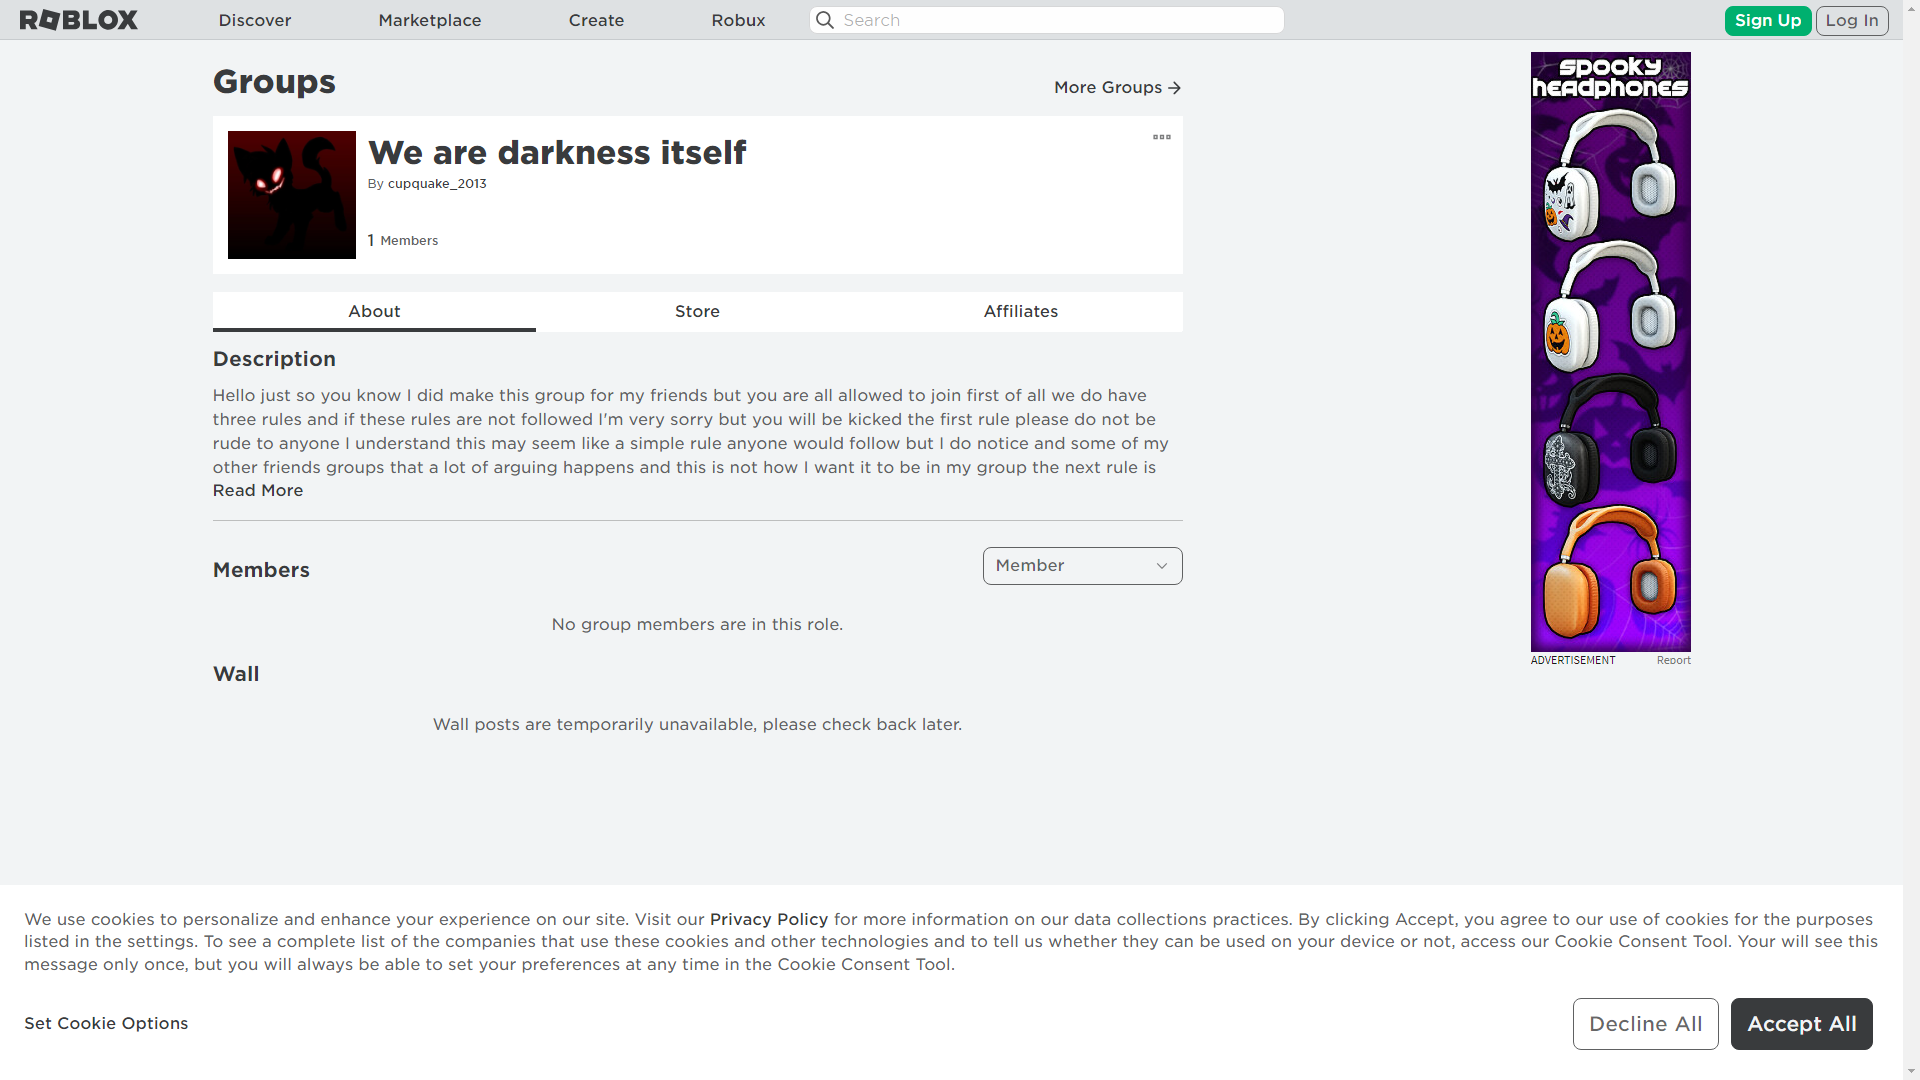 ROBLOX
Discover
Marketplace
Create
Robux
Search
Sign Up
Log In
Groups
More Groups
We are darkness itself
By cupquake_2013
1 Members
About
Store
Affiliates
Description
Hello just so you know I did make this group for my friends but you are all allowed to join first of all we do have
three rules and if these rules are not followed I'm very sorry but you will be kicked the first rule please do not be
rude to anyone I understand this may seem like a simple rule anyone would follow but I do notice and some of my
other friends groups that a lot of arguing happens and this is not how I want it to be in my group the next rule is
Read More
Members
Member
No group members are in this role.
Wall
Wall posts are temporarily unavailable, please check back later.
spooky
headphones
ADVERTISEMENT
Report
We use cookies to personalize and enhance your experience on our site. Visit our Privacy Policy for more information on our data collections practices. By clicking Accept, you agree to our use of cookies for the purposes
listed in the settings. To see a complete list of the companies that use these cookies and other technologies and to tell us whether they can be used on your device or not, access our Cookie Consent Tool. Your will see this
message only once, but you will always be able to set your preferences at any time in the Cookie Consent Tool.
Set Cookie Options
Decline All
Accept All